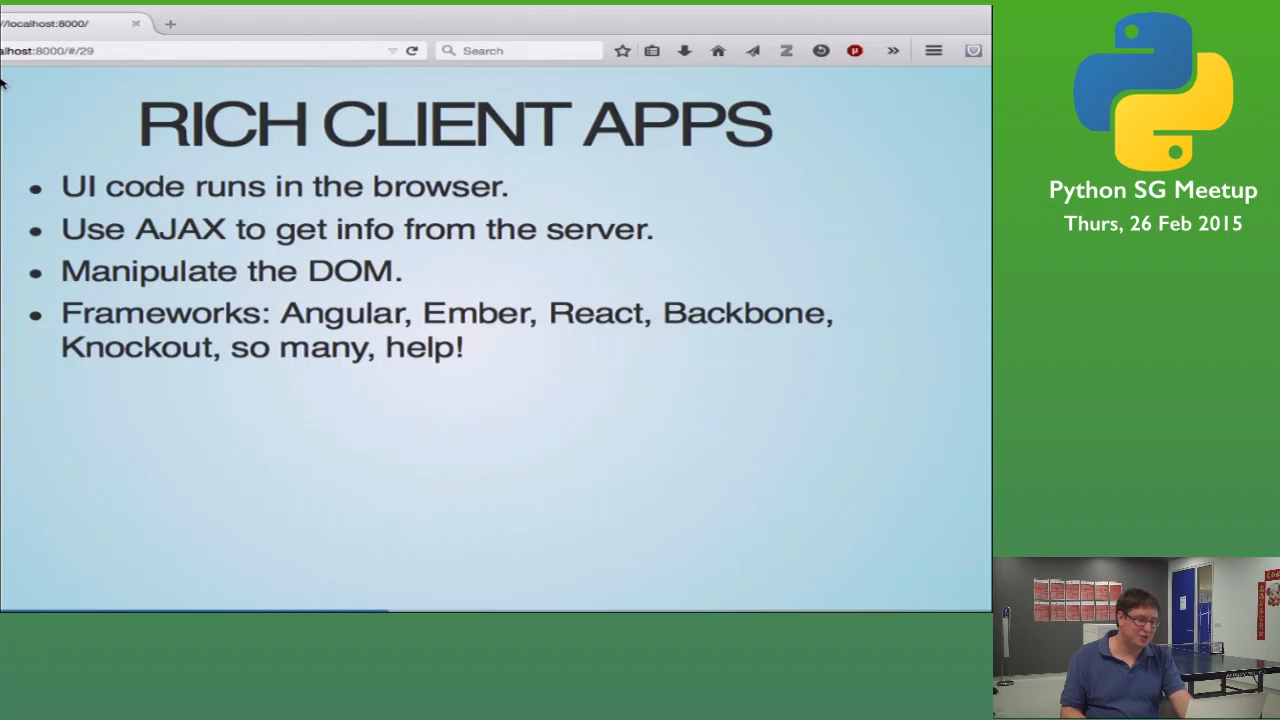 //localhost:8000/
alhost:8000/#/29
Search
RICH CLIENT APPS
• UI code runs in the browser.
• Use AJAX to get info from the server.
• Manipulate the DOM.
• Frameworks: Angular, Ember, React, Backbone,
Knockout, so many, help!
Python SG Meetup
Thurs, 26 Feb 2015